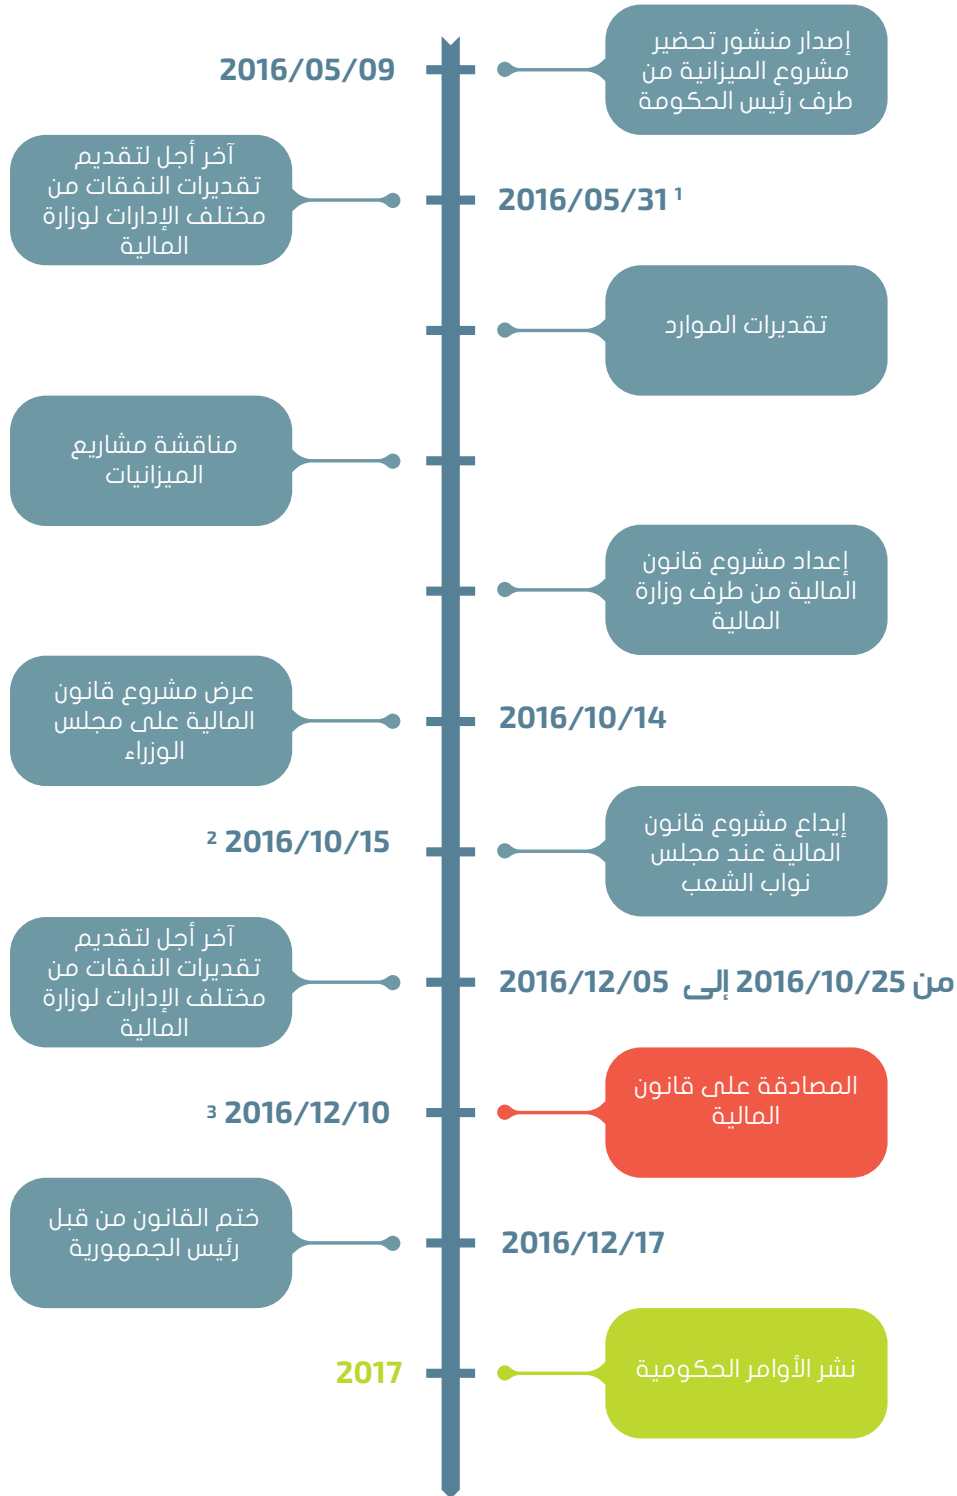 2016/05/09
إصدار منشور تحضير
مشروع الميزانية من
طرف رئيس الحكومة
آخر أجل لتقديم
تقديرات النفقات من
مختلف الإدارات لوزارة
المالية
2016/05/31 ¹
تقديرات الموارد
مناقشة مشاريع
الميزانيات
إعداد مشروع قانون
المالية من طرف وزارة
المالية
عرض مشروع قانون
المالية على مجلس
الوزراء
2016/10/14
² 2016/10/15
إيداع مشروع قانون
المالية عند مجلس
نواب الشعب
آخر أجل لتقديم
تقديرات النفقات من
مختلف الإدارات لوزارة
المالية
من 2016/10/25 إلى 2016/12/05
³ 2016/12/10
المصادقة على قانون
المالية
ختم القانون من قبل
رئيس الجمهورية
2016/12/17
2017
نشر الأوامر الحكومية